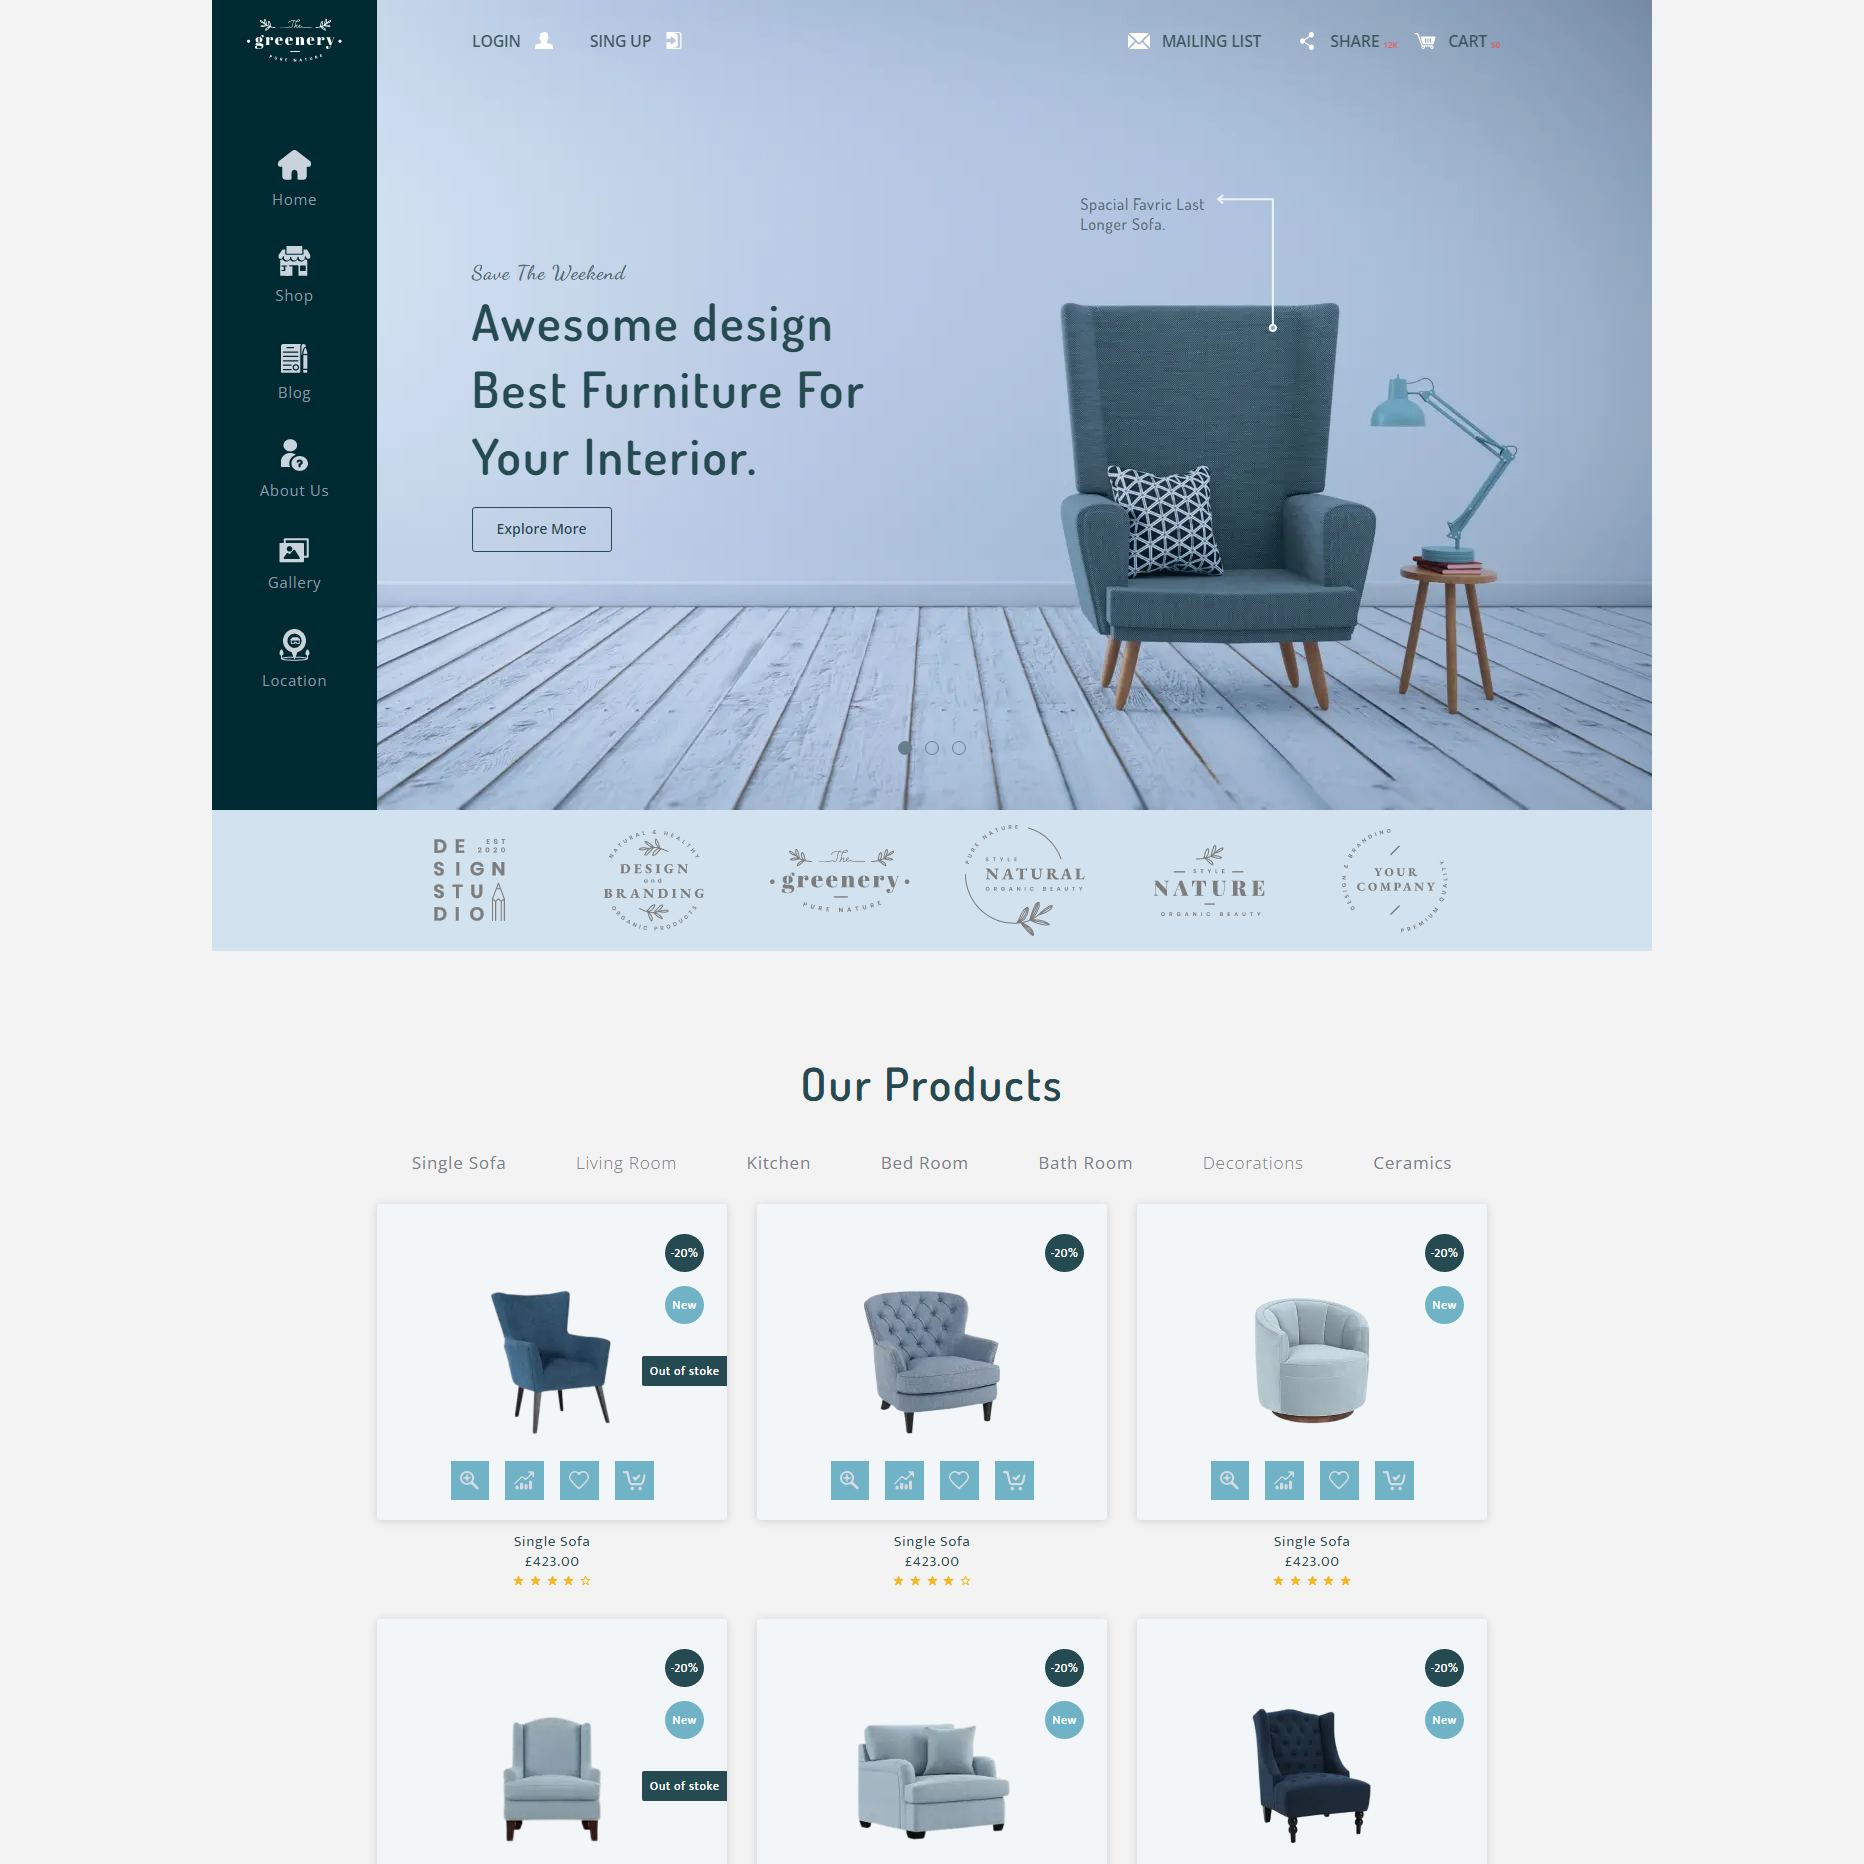 The
greenery
PURE NATURE
LOGIN
SING UP
MAILING LIST
SHARE 12K
CART 50
Home
Shop
Blog
About Us
Gallery
Location
Spacial Favric Last
Longer Sofa.
Save The Weekend
Awesome design
Best Furniture For
Your Interior.
Explore More
DE EST 2020
SIGN
STU
DIO
NATURAL & HEALTHY
DESIGN
and
BRANDING
ORGANIC PRODUCTS
The
greenery
PURE NATURE
PURE NATURE
STYLE
NATURAL
ORGANIC BEAUTY
STYLE
NATURE
ORGANIC BEAUTY
DESIGN & BRANDING
YOUR
COMPANY
PREMIUM QUALITY
Our Products
Single Sofa
Living Room
Kitchen
Bed Room
Bath Room
Decorations
Ceramics
-20%
New
Out of stoke
-20%
-20%
New
Single Sofa
£423.00
Single Sofa
£423.00
Single Sofa
£423.00
-20%
New
Out of stoke
-20%
New
-20%
New